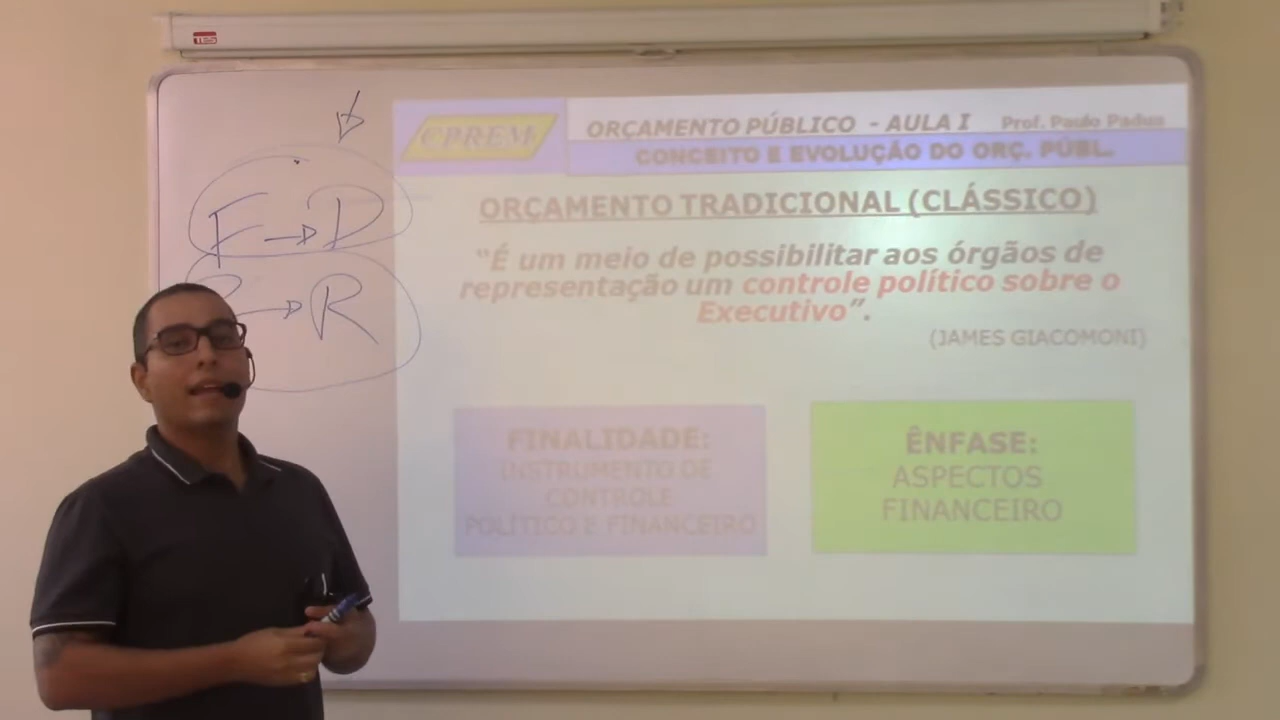 TES
CPREM
ORÇAMENTO PÚBLICO - AULA I Prof. Paulo Padua
CONCEITO E EVOLUÇÃO DO ORÇ. PÚBL.
ORÇAMENTO TRADICIONAL (CLÁSSICO)
“É um meio de possibilitar aos órgãos de
representação um controle político sobre o
Executivo”.
(JAMES GIACOMONI)
FINALIDADE:
INSTRUMENTO DE
CONTROLE
POLÍTICO E FINANCEIRO
ÊNFASE:
ASPECTOS
FINANCEIRO
F → D
→ R